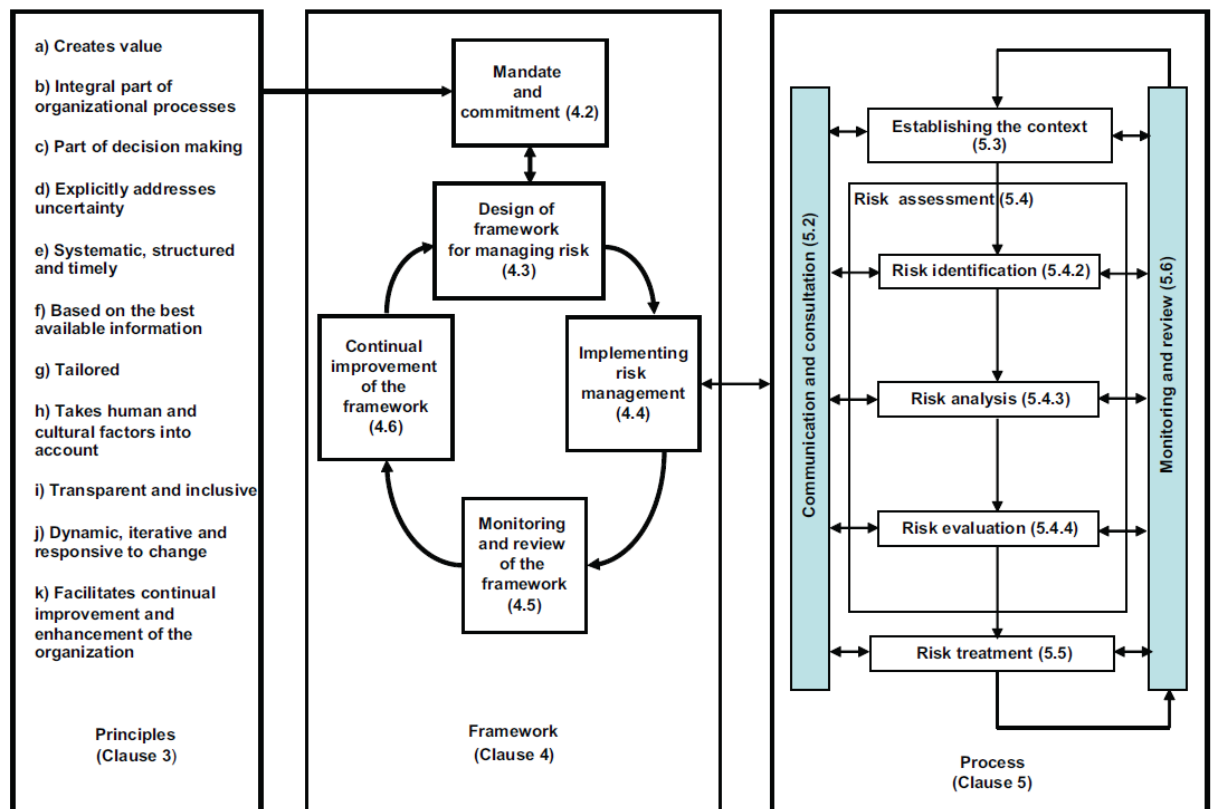 a) Creates value
b) Integral part of
organizational processes
c) Part of decision making
d) Explicitly addresses
uncertainty
e) Systematic, structured
and timely
f) Based on the best
available information
g) Tailored
h) Takes human and
cultural factors into
account
i) Transparent and inclusive
j) Dynamic, iterative and
responsive to change
k) Facilitates continual
improvement and
enhancement of the
organization
Principles
(Clause 3)
Mandate
and
commitment (4.2)
Design of
framework
for managing risk
(4.3)
Continual
improvement
of the
framework
(4.6)
Implementing
risk
management
(4.4)
Monitoring
and review
of the
framework
(4.5)
Framework
(Clause 4)
Communication and consultation (5.2)
Establishing the context
(5.3)
Risk assessment (5.4)
Risk identification (5.4.2)
Risk analysis (5.4.3)
Risk evaluation (5.4.4)
Risk treatment (5.5)
Monitoring and review (5.6)
Process
(Clause 5)